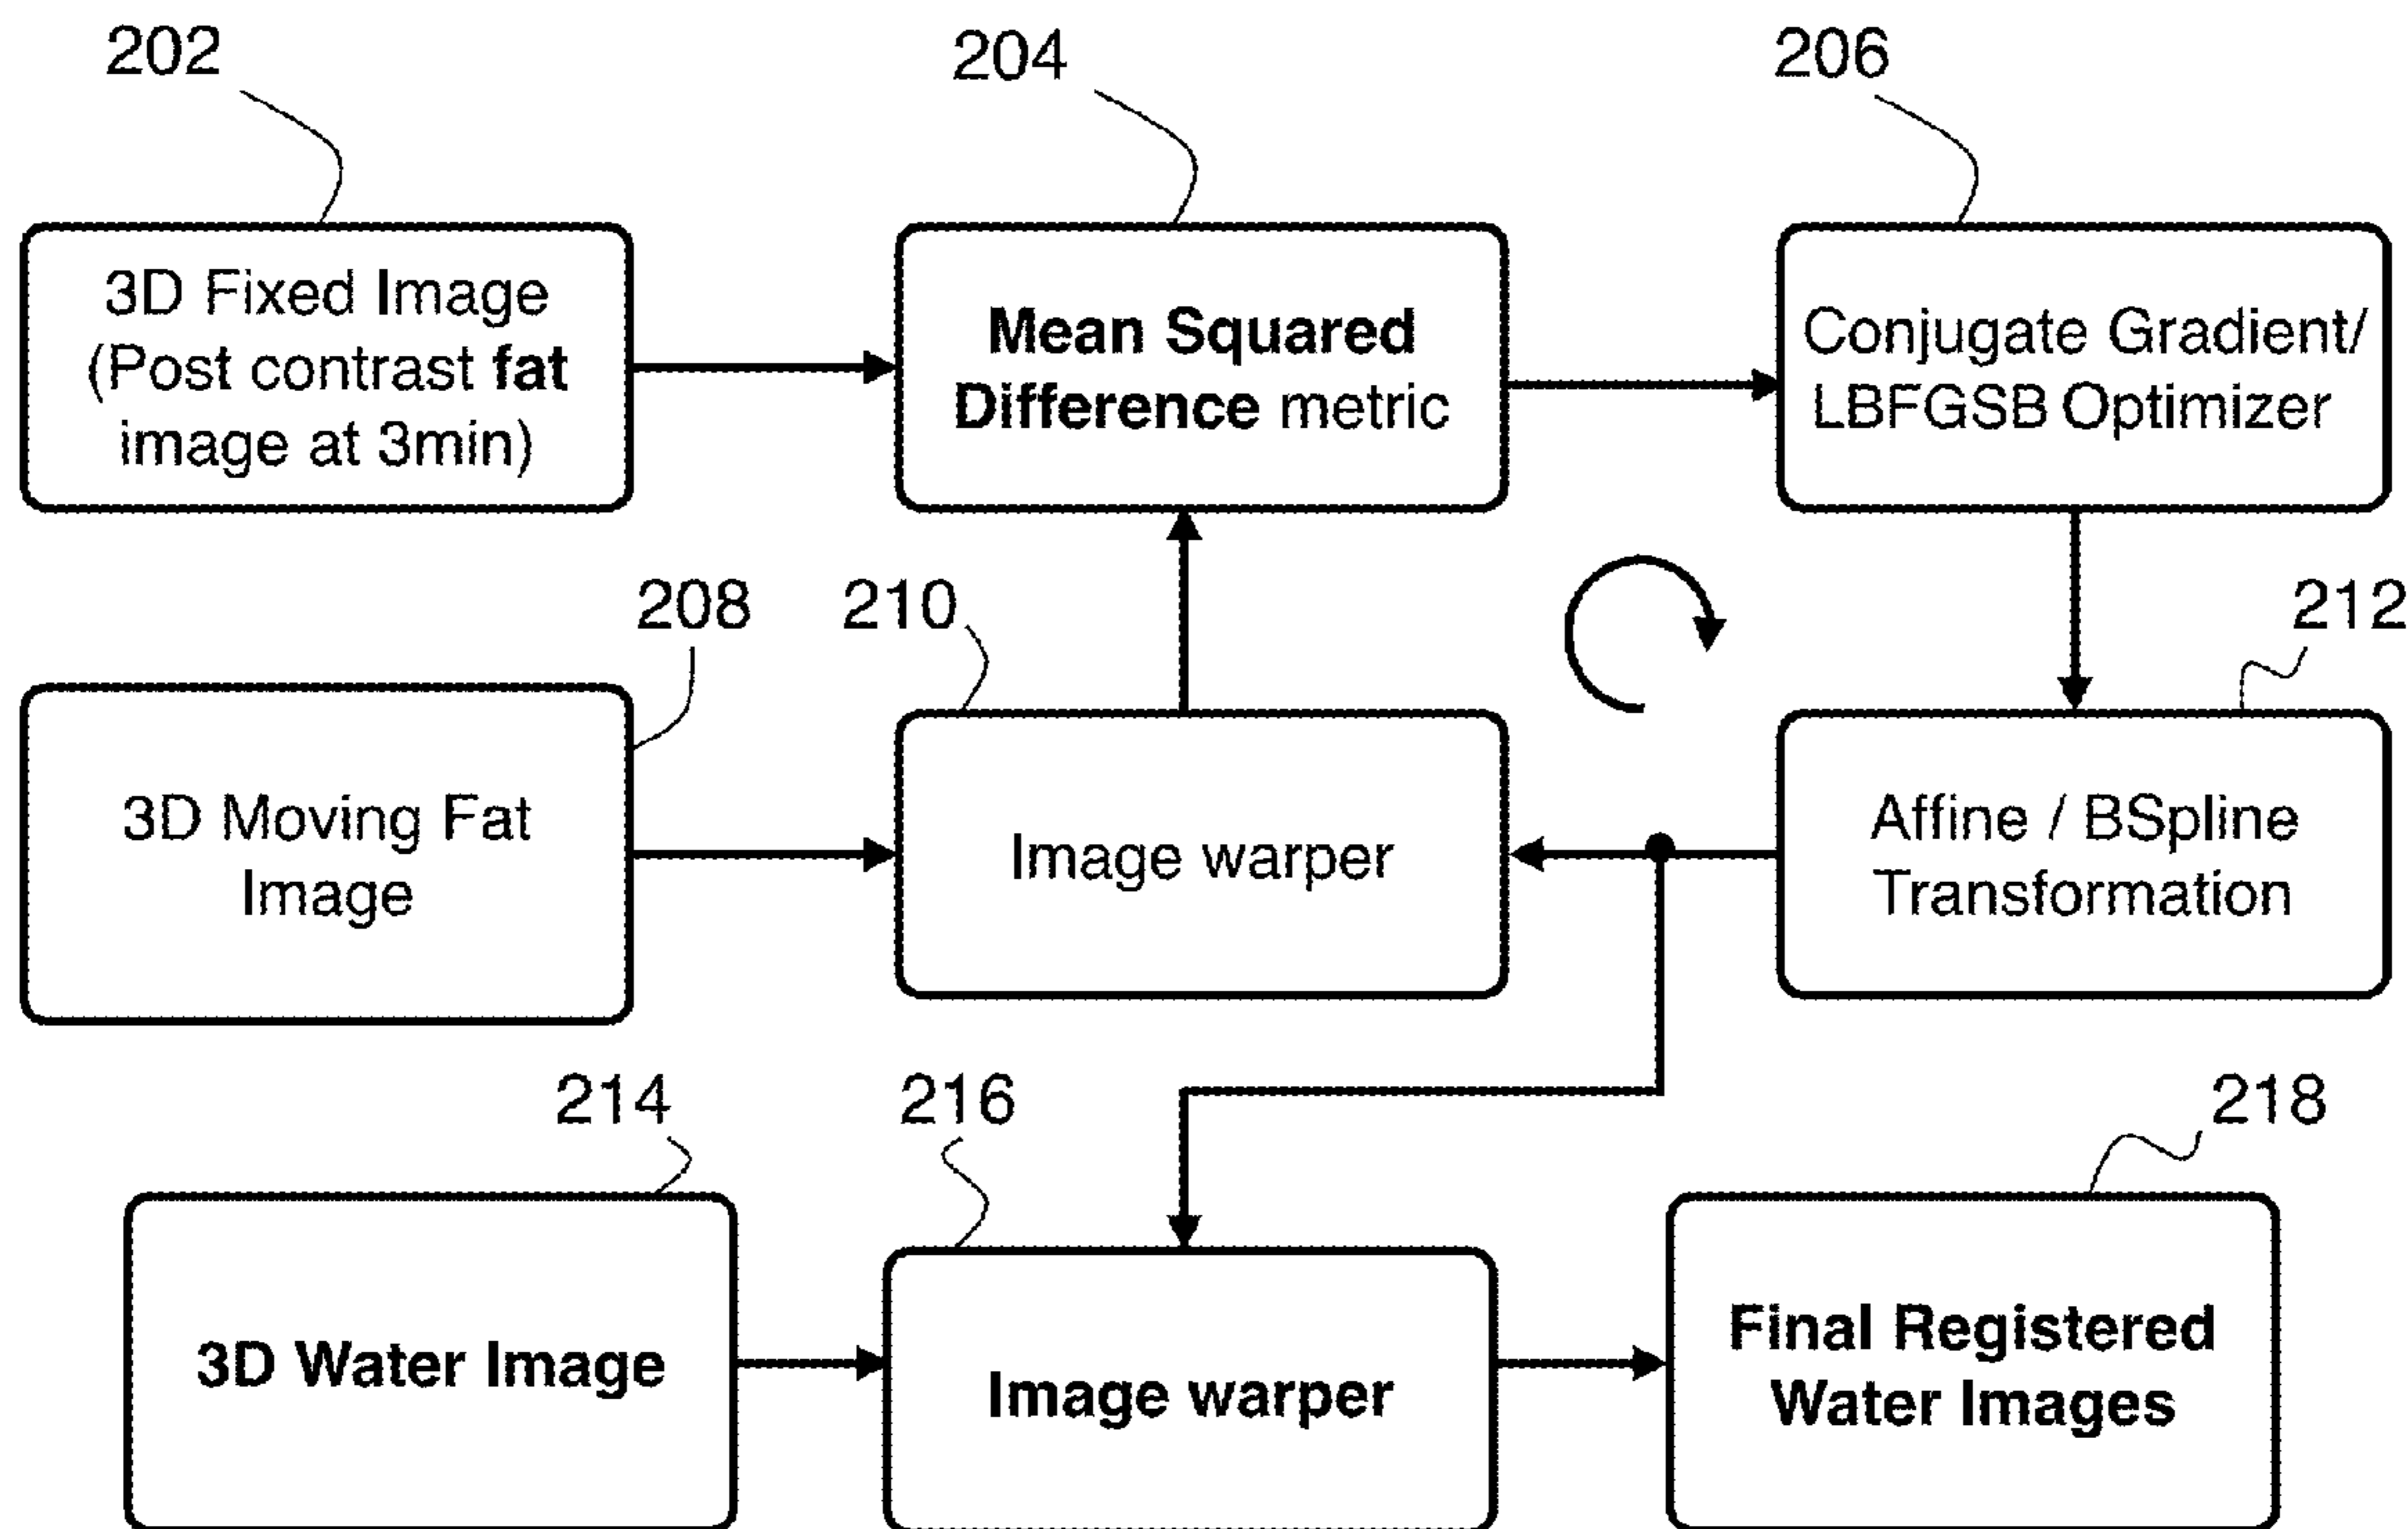 202
204
206
3D Fixed Image
(Post contrast fat
image at 3min)
Mean Squared
Difference metric
Conjugate Gradient/
LBFGSB Optimizer
208
210
212
3D Moving Fat
Image
Image warper
Affine / BSpline
Transformation
214
216
218
3D Water Image
Image warper
Final Registered
Water Images